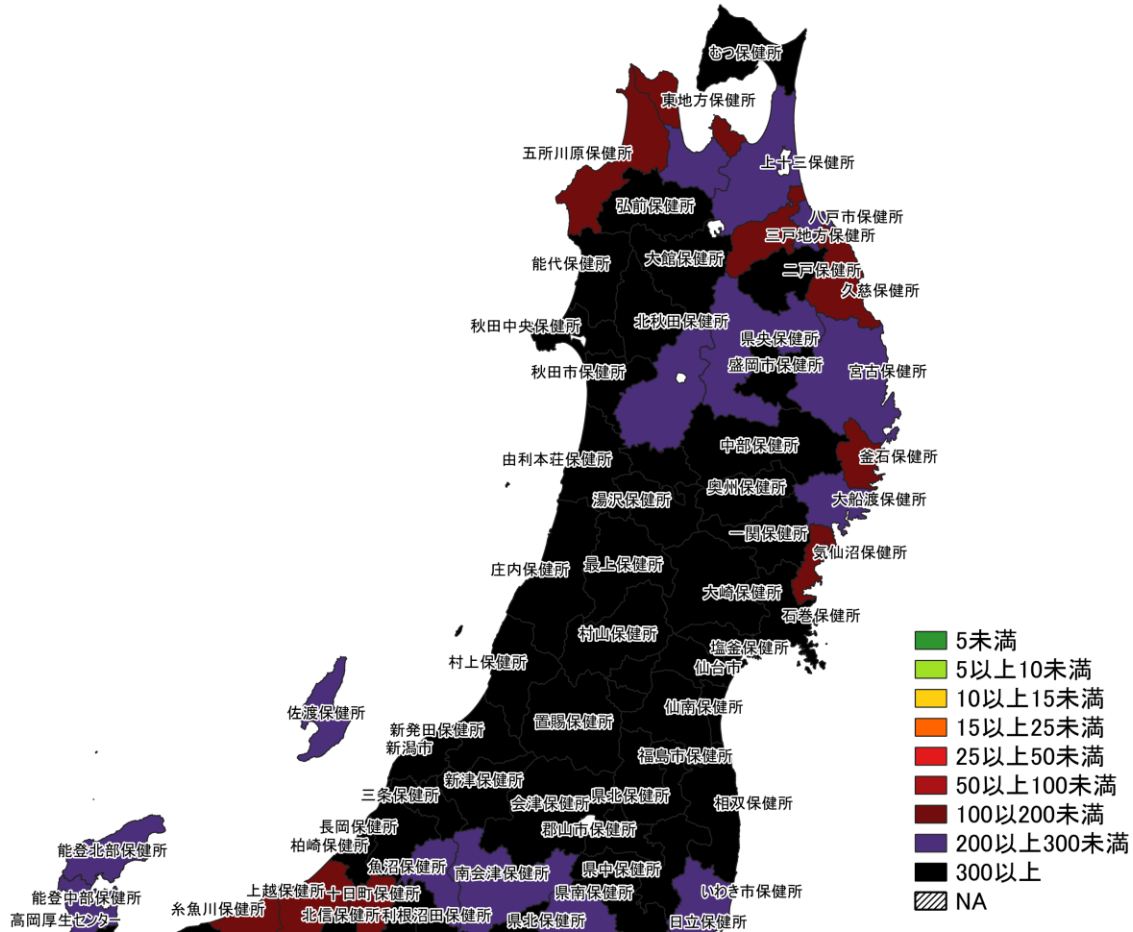 むつ保健所
東地方保健所
五所川原保健所
上十三保健所
弘前保健所
八戸市保健所
三戸地方保健所
大館保健所
能代保健所
二戸保健所
久慈保健所
北秋田保健所
秋田中央保健所
県央保健所
盛岡市保健所
秋田市保健所
宮古保健所
中部保健所
釜石保健所
由利本荘保健所
奥州保健所
湯沢保健所
大船渡保健所
一関保健所
気仙沼保健所
最上保健所
庄内保健所
大崎保健所
石巻保健所
村山保健所
塩釜保健所
村上保健所
仙台市
佐渡保健所
仙南保健所
置賜保健所
新発田保健所
新潟市
福島市保健所
新津保健所
三条保健所
会津保健所
県北保健所
相双保健所
長岡保健所
郡山市保健所
柏崎保健所
能登北部保健所
魚沼保健所
南会津保健所
県中保健所
上越保健所
十日町保健所
県南保健所
いわき市保健所
能登中部保健所
糸魚川保健所
北信保健所
利根沼田保健所
県北保健所
日立保健所
高岡厚生センター
5未満
5以上10未満
10以上15未満
15以上25未満
25以上50未満
50以上100未満
100以200未満
200以上300未満
300以上
NA